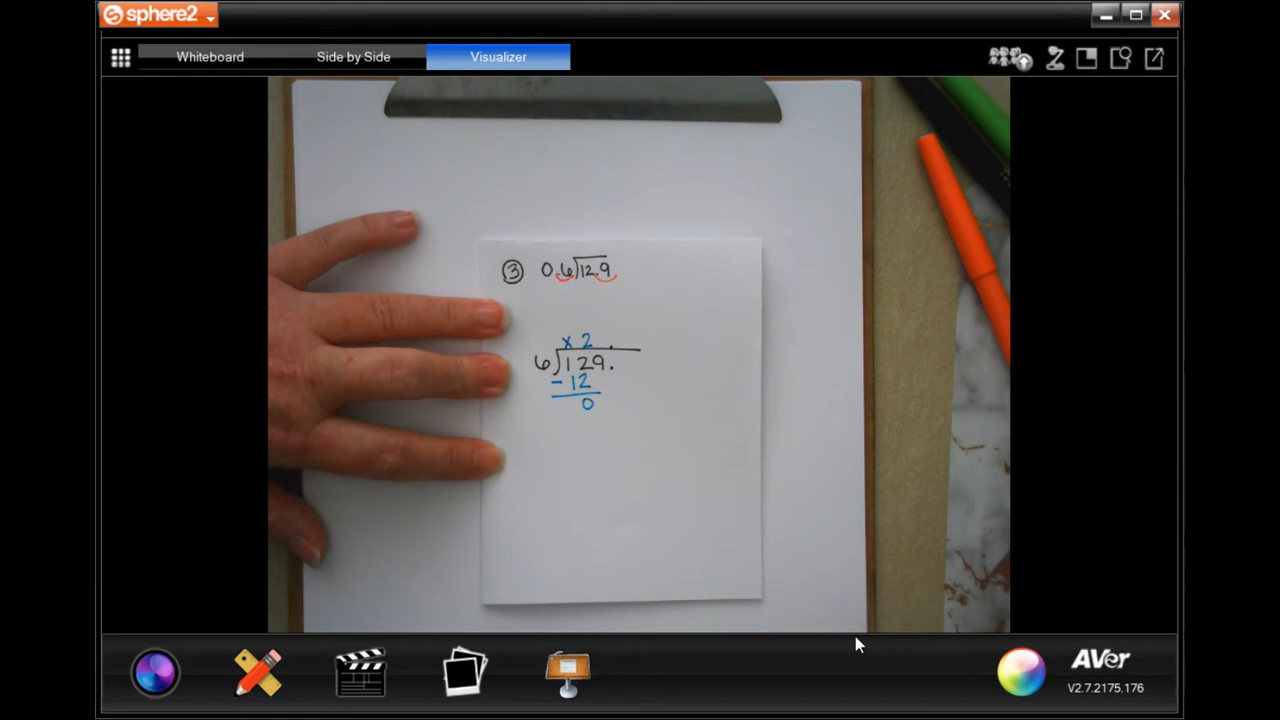 sphere2
Whiteboard Side by Side Visualizer
③ 0.6⟌12.9
x 2 .
6⟌129.
- 12
0
AVer
V2.7.2175.176